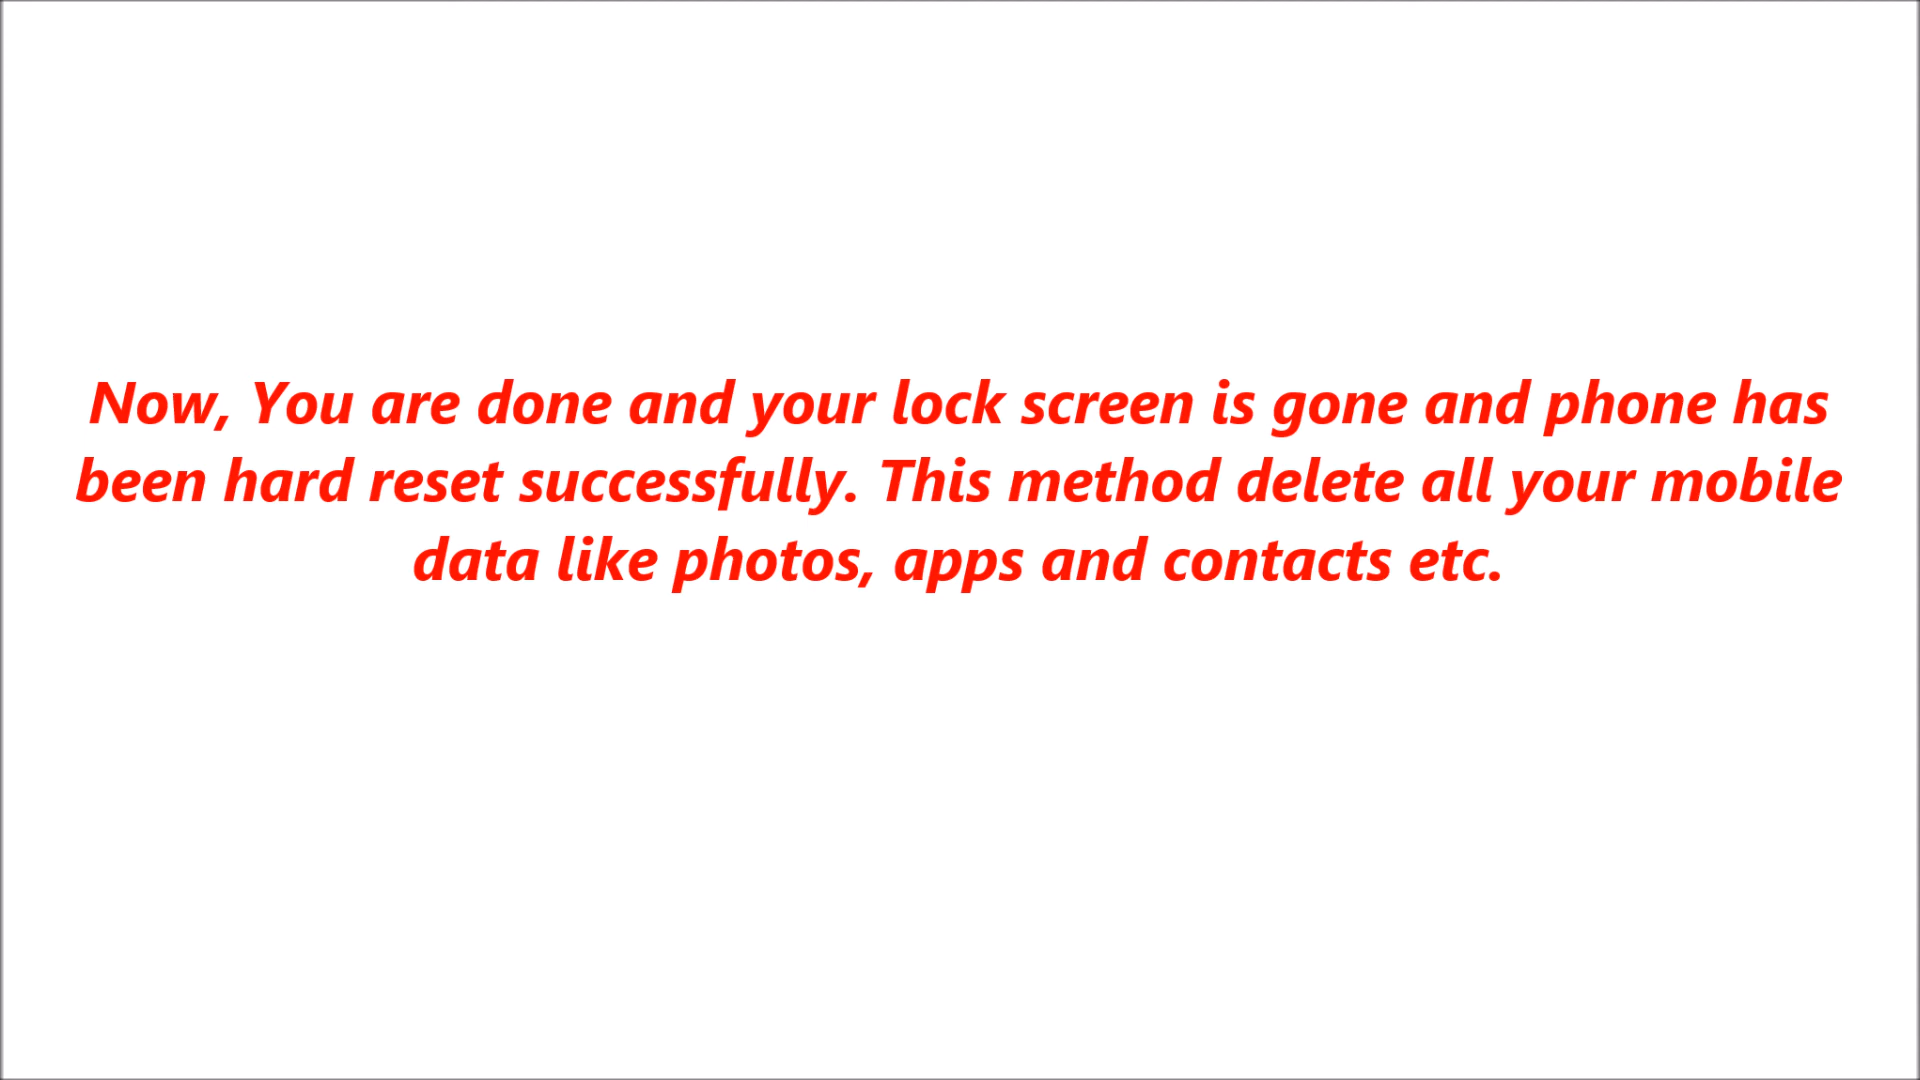 Now, You are done and your lock screen is gone and phone has
been hard reset successfully. This method delete all your mobile
data like photos, apps and contacts etc.